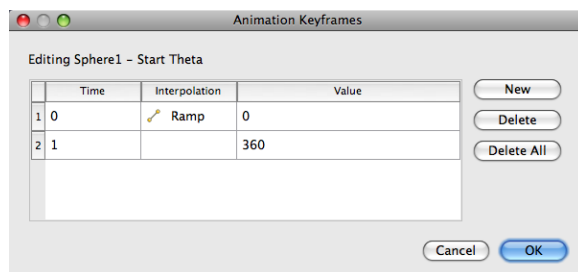 Animation Keyframes
Editing Sphere1 – Start Theta
Time Interpolation Value
1 0 Ramp 0
2 1 360
New
Delete
Delete All
Cancel OK